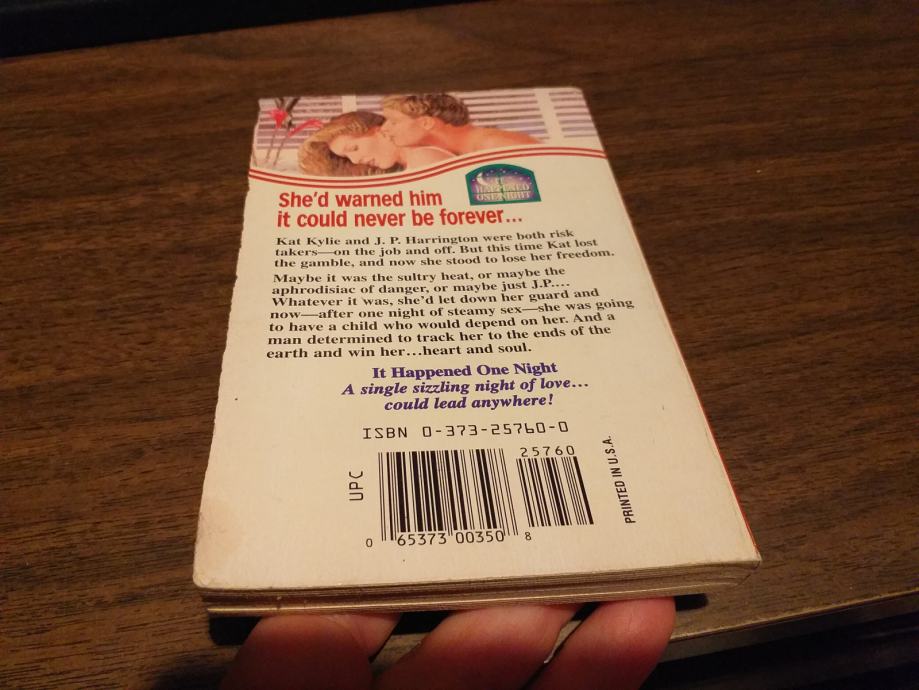 IT
HAPPENED
ONE NIGHT
She'd warned him
it could never be forever...
Kat Kylie and J. P. Harrington were both risk
takers—on the job and off. But this time Kat lost
the gamble, and now she stood to lose her freedom.
Maybe it was the sultry heat, or maybe the
aphrodisiac of danger, or maybe just J.P....
Whatever it was, she'd let down her guard and
now—after one night of steamy sex—she was going
to have a child who would depend on her. And a
man determined to track her to the ends of the
earth and win her...heart and soul.
It Happened One Night
A single sizzling night of love...
could lead anywhere!
ISBN 0-373-25760-0
25760
UPC
0 65373 00350 8
PRINTED IN U.S.A.